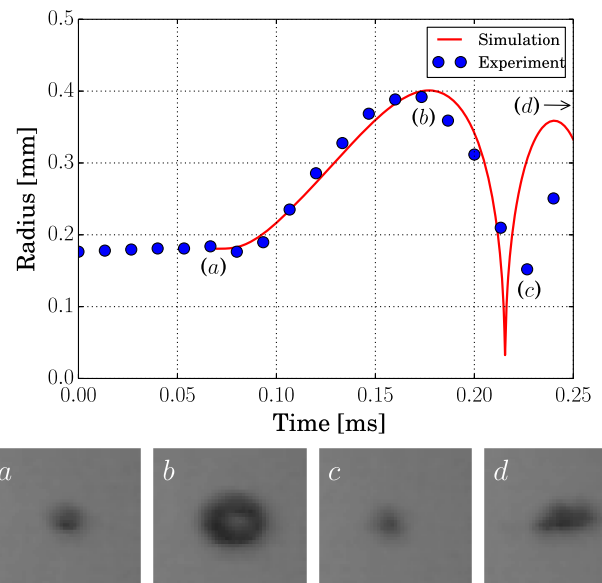 Simulation
Experiment
0.5
0.4
0.3
0.2
0.1
0.0
Radius [mm]
(a)
(b)
(c)
(d)
0.00 0.05 0.10 0.15 0.20 0.25
Time [ms]
a b c d